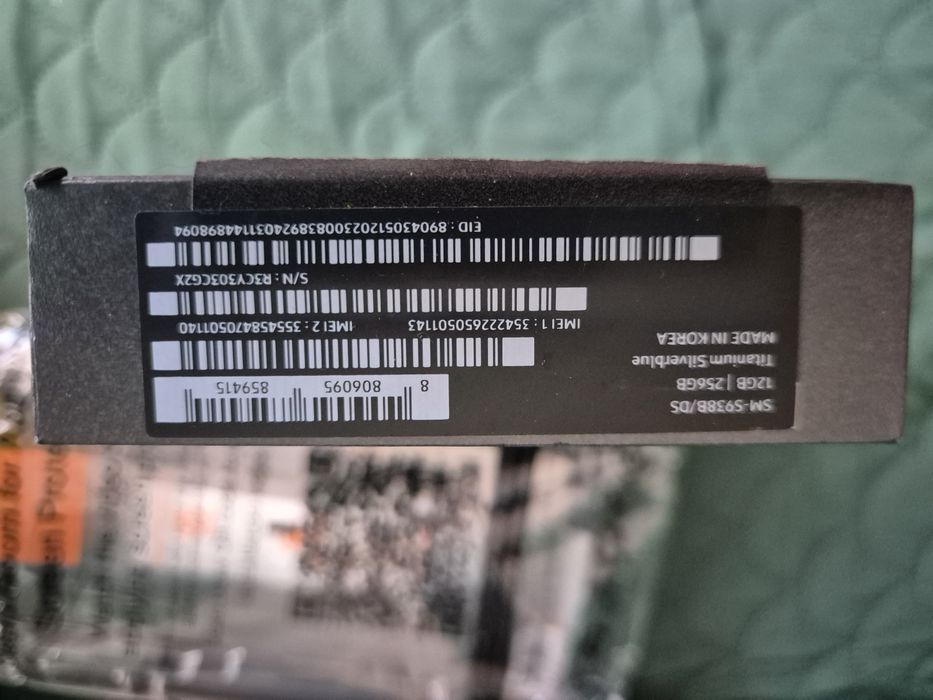 SM-S938B/DS
12GB | 256GB
Titanium Silverblue
MADE IN KOREA
8 806095 859415
IMEI 1 : 354222650501143
IMEI 2 : 355458470501140
S/N : R3CY303CG2X
EID : 89043051202300838924031144898094